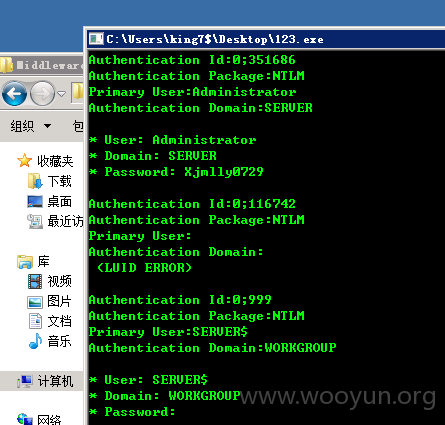 C:\Users\king7$\Desktop\123.exe
Middleware
组织 包
收藏夹
下载
桌面
最近访
库
视频
图片
文档
音乐
计算机
网络
Authentication Id:0;351686
Authentication Package:NTLM
Primary User:Administrator
Authentication Domain:SERVER
* User: Administrator
* Domain: SERVER
* Password: Xjmlly0729
Authentication Id:0;116742
Authentication Package:NTLM
Primary User:
Authentication Domain:
(LUID ERROR)
Authentication Id:0;999
Authentication Package:NTLM
Primary User:SERVER$
Authentication Domain:WORKGROUP
* User: SERVER$
* Domain: WORKGROUP
* Password:
www.wooyun.org